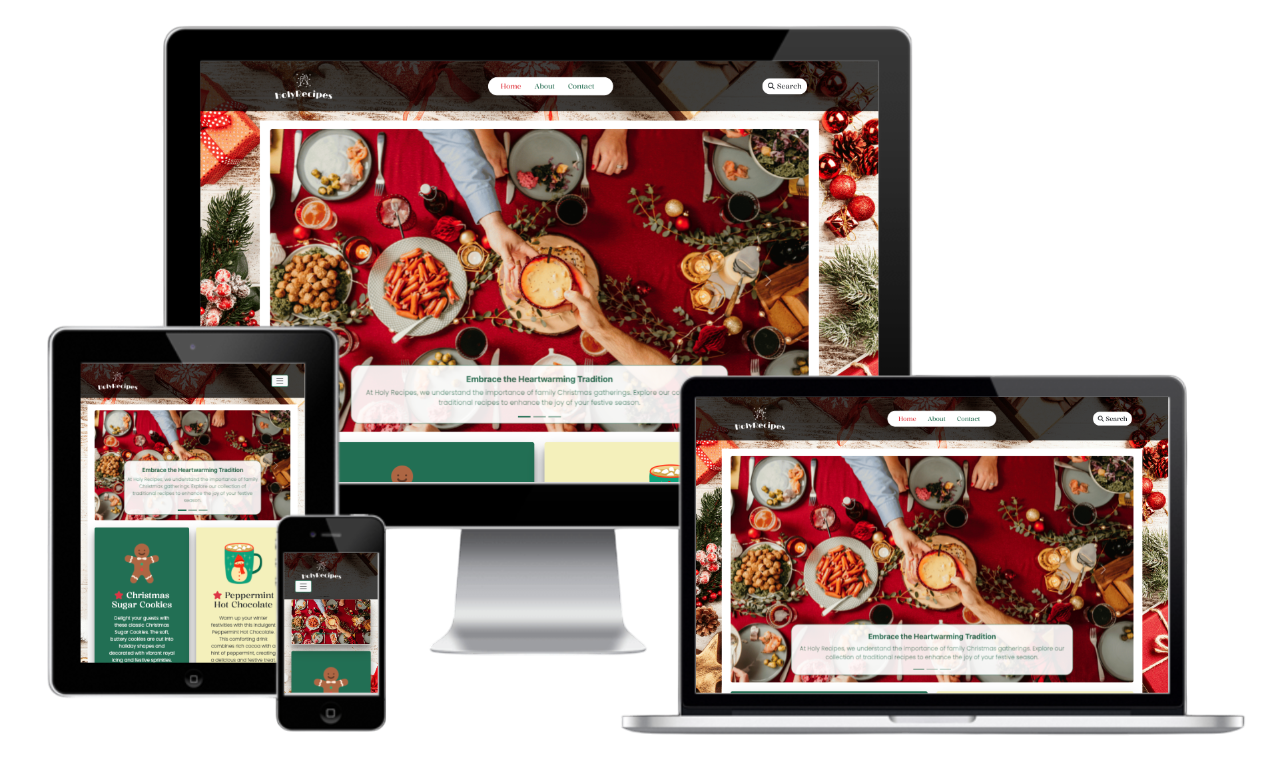 HolyRecipes
Home About Contact
Search
Embrace the Heartwarming Tradition
At Holy Recipes, we understand the importance of family Christmas gatherings. Explore our co
traditional recipes to enhance the joy of your festive season.
HolyRecipes
Embrace the Heartwarming Tradition
At Holy Recipes, we understand the importance of family
Christmas gatherings. Explore our collection of
traditional recipes to enhance the joy of your festive
season.
Christmas
Sugar Cookies
Delight your guests with
these classic Christmas
Sugar Cookies. The soft,
buttery cookies are cut into
holiday shapes and
decorated with vibrant royal
icing and festive sprinkles.
Peppermint
Hot Chocolate
Warm up your winter
festivities with this indulgent
Peppermint Hot Chocolate.
This comforting drink
combines rich cocoa with a
hint of peppermint, creating
a delicious and festive treat
HolyRecipes
HolyRecipes
Home About Contact
Search
Embrace the Heartwarming Tradition
At Holy Recipes, we understand the importance of family Christmas gatherings. Explore our
collection of traditional recipes to enhance the joy of your festive season.